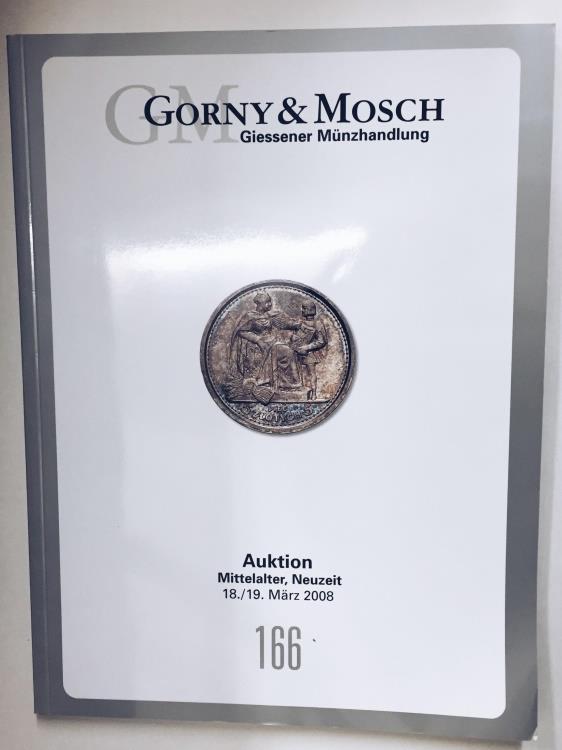 GM
GORNY & MOSCH
Giessener Münzhandlung
Auktion
Mittelalter, Neuzeit
18./19. März 2008
166